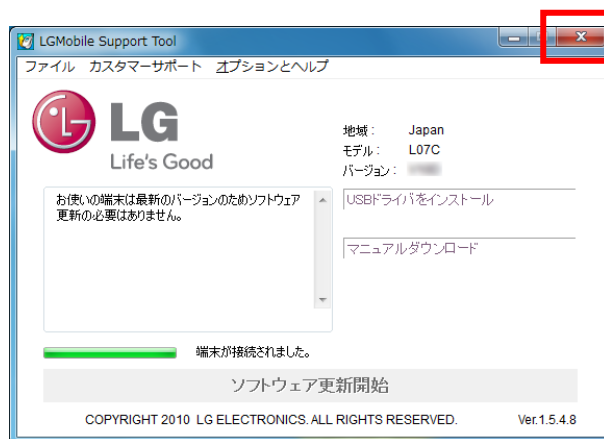 LGMobile Support Tool
ファイル カスタマーサポート オプションとヘルプ
LG
Life's Good
地域 : Japan
モデル : L07C
バージョン :
お使いの端末は最新のバージョンのためソフトウェア
更新の必要はありません。
USBドライバをインストール
マニュアルダウンロード
端末が接続されました。
ソフトウェア更新開始
COPYRIGHT 2010 LG ELECTRONICS. ALL RIGHTS RESERVED. Ver.1.5.4.8